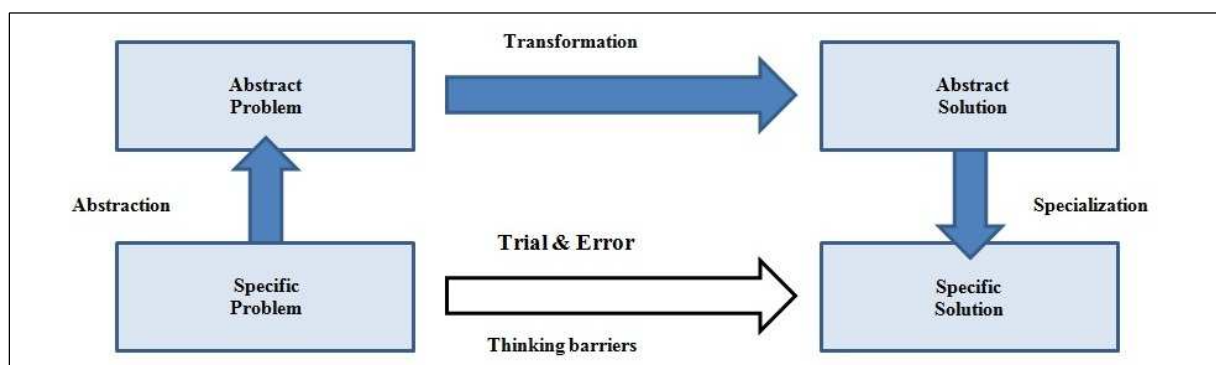 Transformation
Abstract
Problem
Abstract
Solution
Abstraction
Specialization
Trial & Error
Specific
Problem
Specific
Solution
Thinking barriers